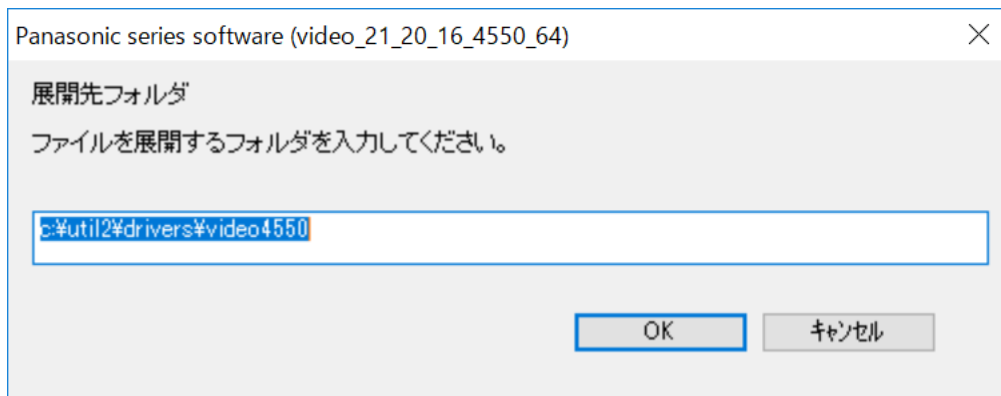 Panasonic series software (video_21_20_16_4550_64)
展開先フォルダ
ファイルを展開するフォルダを入力してください。
c:¥util2¥drivers¥video4550
OK
キャンセル